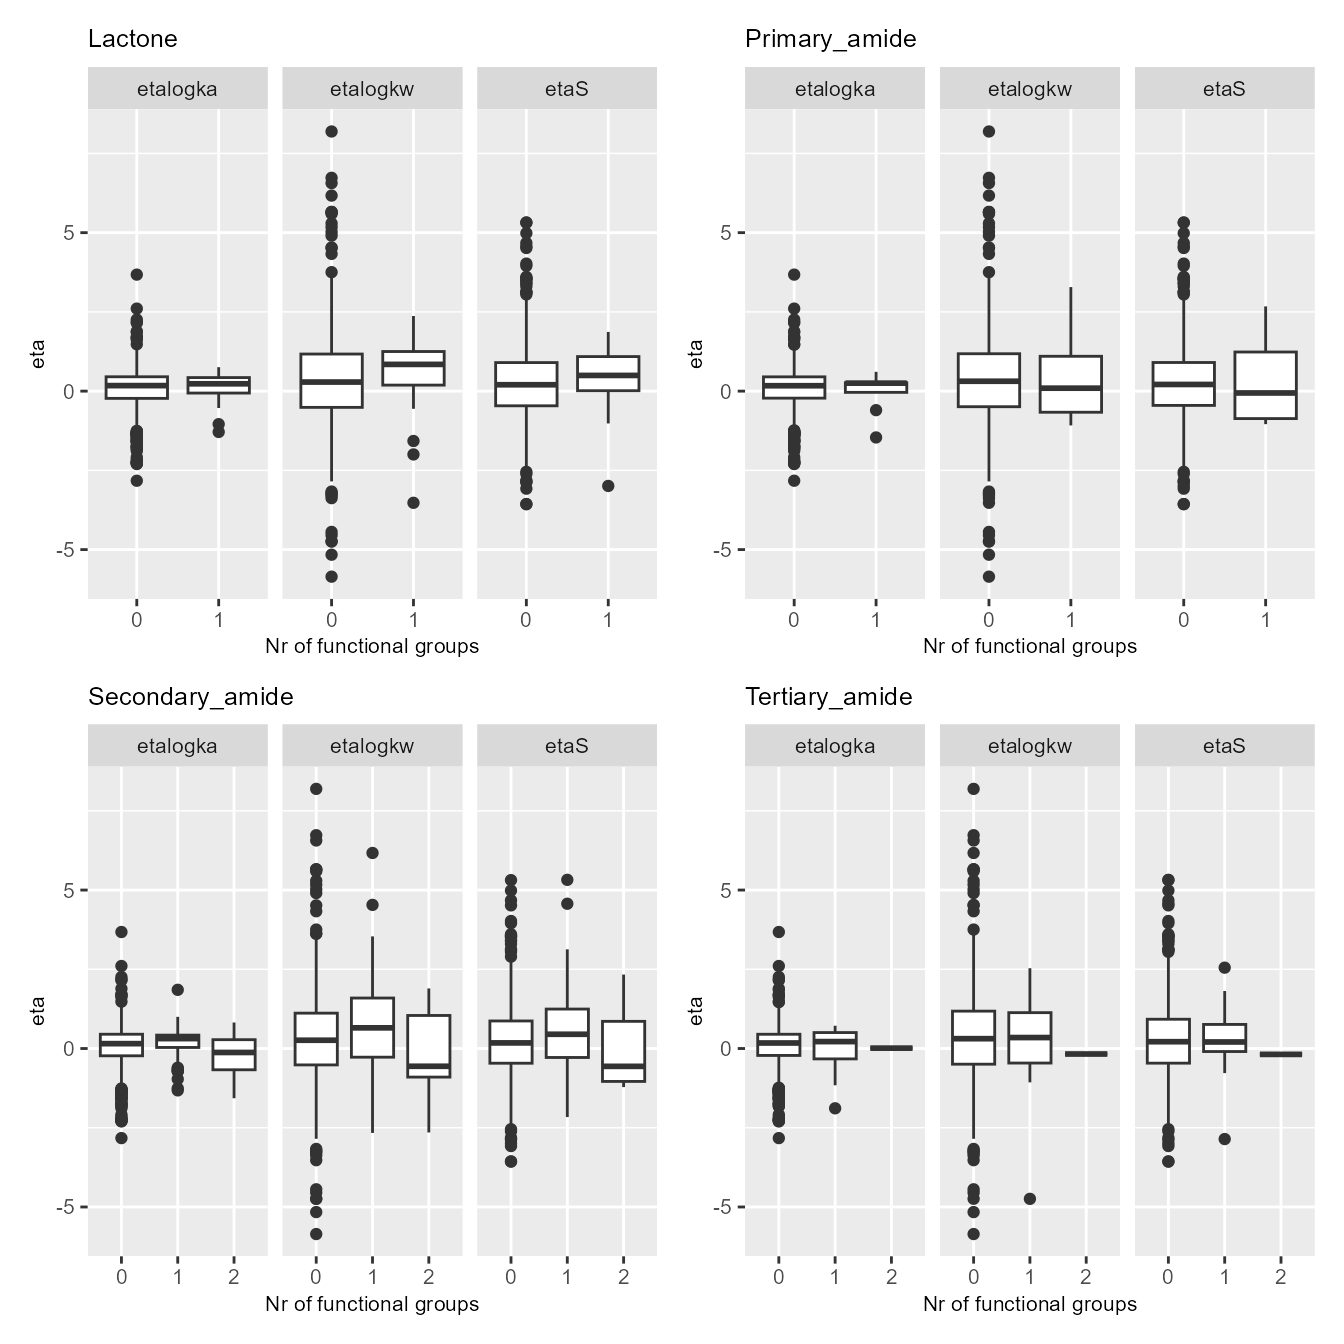 Lactone
etalogka etalogkw etaS
eta
5
0
-5
0 1 0 1 0 1
Nr of functional groups
Primary_amide
etalogka etalogkw etaS
eta
5
0
-5
0 1 0 1 0 1
Nr of functional groups
Secondary_amide
etalogka etalogkw etaS
eta
5
0
-5
0 1 2 0 1 2 0 1 2
Nr of functional groups
Tertiary_amide
etalogka etalogkw etaS
eta
5
0
-5
0 1 2 0 1 2 0 1 2
Nr of functional groups